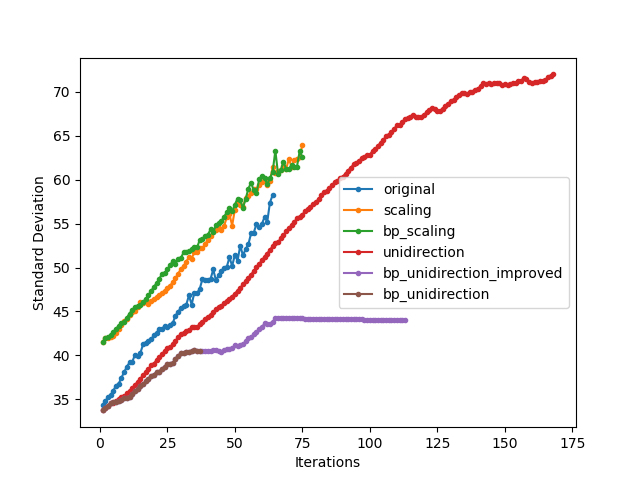 70
65
60
55
50
45
40
35
Standard Deviation
original
scaling
bp_scaling
unidirection
bp_unidirection_improved
bp_unidirection
0 25 50 75 100 125 150 175
Iterations